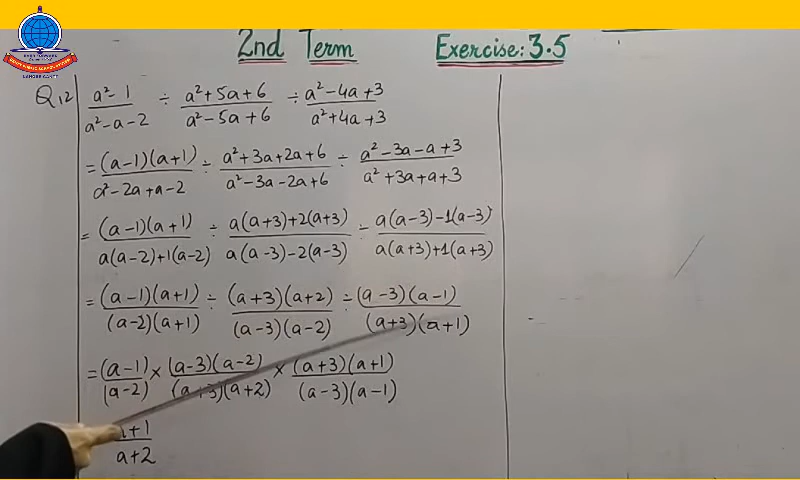 2nd Term Exercise: 3.5
Q12 (a²-1)/(a²-a-2) ÷ (a²+5a+6)/(a²-5a+6) ÷ (a²-4a+3)/(a²+4a+3)
= (a-1)(a+1)/(a²-2a+a-2) ÷ (a²+3a+2a+6)/(a²-3a-2a+6) ÷ (a²-3a-a+3)/(a²+3a+a+3)
= (a-1)(a+1)/(a(a-2)+1(a-2)) ÷ (a(a+3)+2(a+3))/(a(a-3)-2(a-3)) ÷ (a(a-3)-1(a-3))/(a(a+3)+1(a+3))
= (a-1)(a+1)/(a-2)(a+1) ÷ (a+3)(a+2)/(a-3)(a-2) ÷ (a-3)(a-1)/(a+3)(a+1)
= (a-1)/(a-2) × (a-3)(a-2)/(a+3)(a+2) × (a+3)(a+1)/(a-3)(a-1)
a+1/a+2